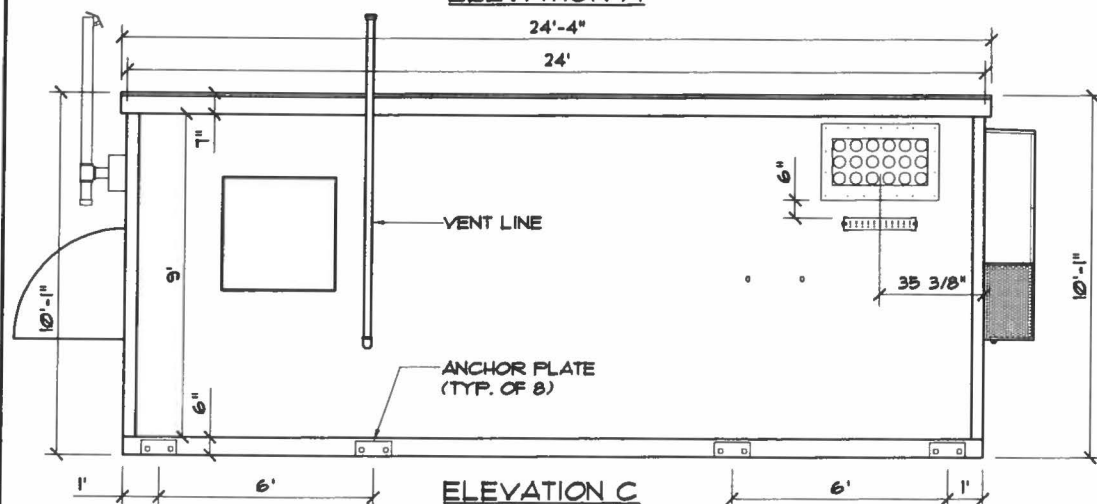 ELEVATION A
24'-4"
24'
7"
6"
VENT LINE
9'
10'-1"
35 3/8"
10'-1"
ANCHOR PLATE
(TYP. OF 8)
6"
1'
6'
ELEVATION C
6'
1'